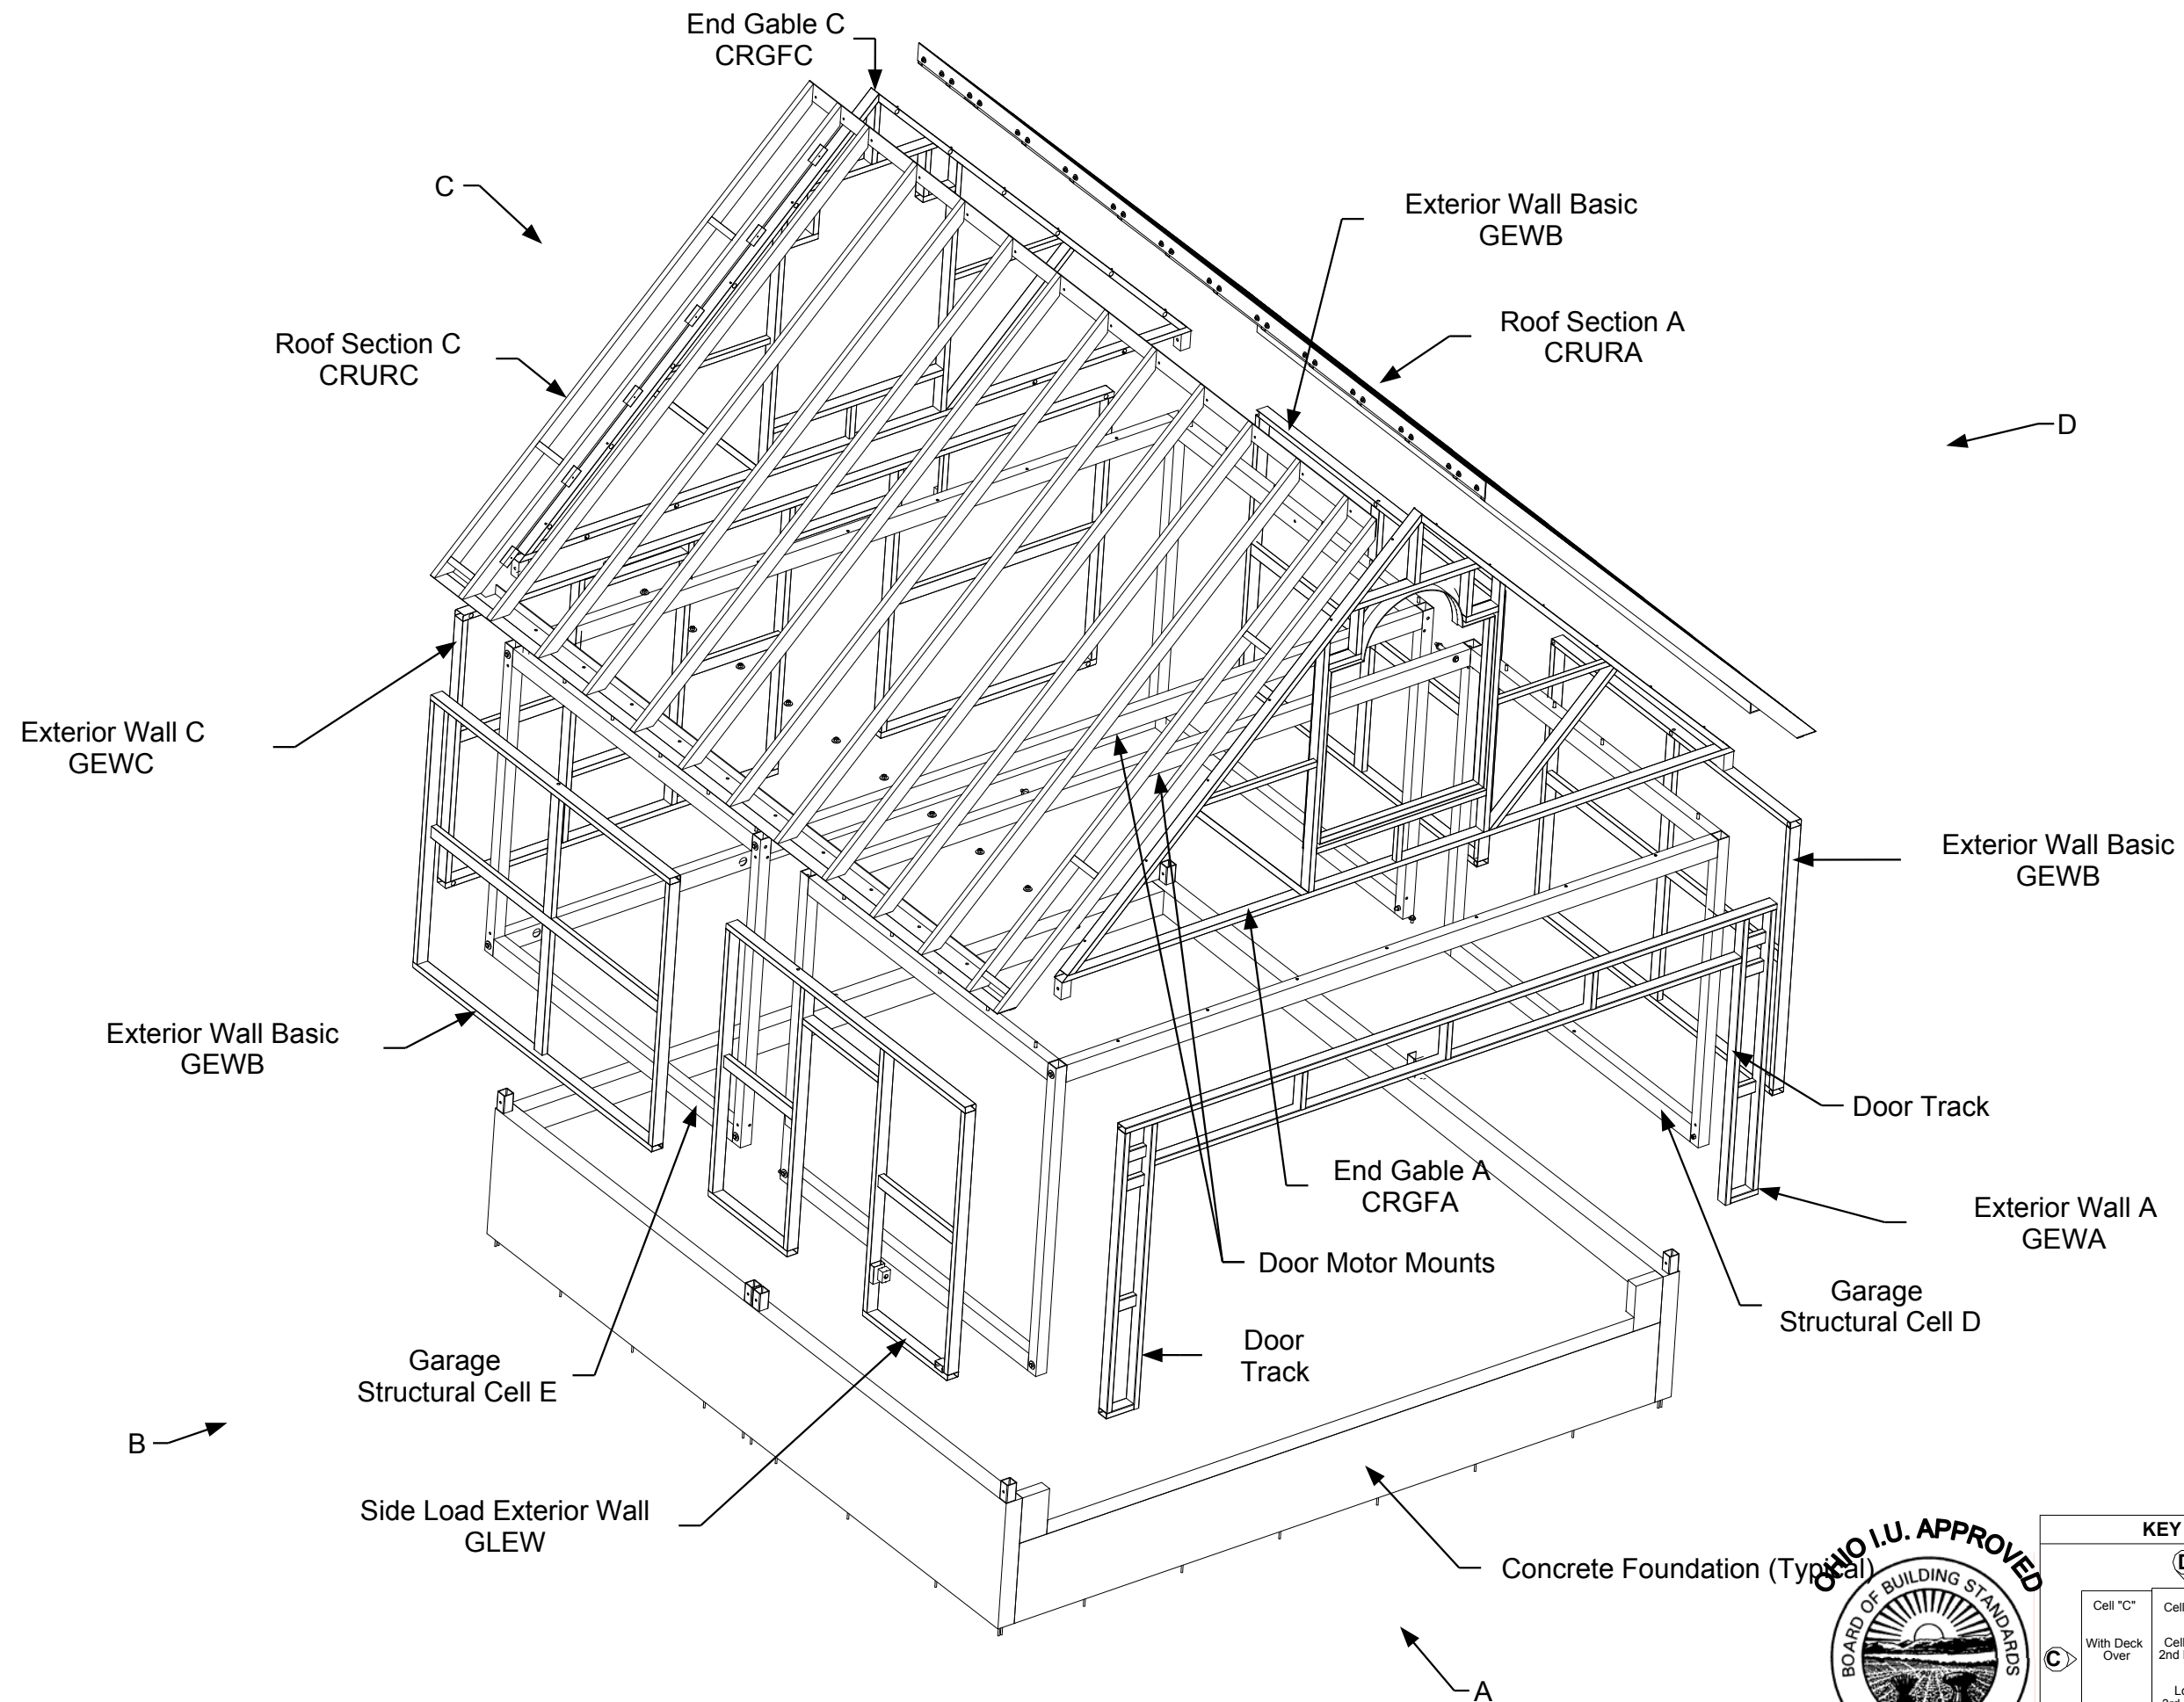 End Gable C
CRGFC
C
Exterior Wall Basic
GEWB
Roof Section A
CRURA
Roof Section C
CRURC
D
Exterior Wall C
GEWC
Exterior Wall Basic
GEWB
Exterior Wall Basic
GEWB
Door Track
End Gable A
CRGFA
Exterior Wall A
GEWA
Door Motor Mounts
Garage
Structural Cell D
Door
Track
Garage
Structural Cell E
B
Side Load Exterior Wall
GLEW
Concrete Foundation (Typical)
A
OHIO I.U. APPROVED
BOARD OF BUILDING STANDARDS
KEY
Cell "C"
Cell
With Deck
Over
Cell
2nd
C